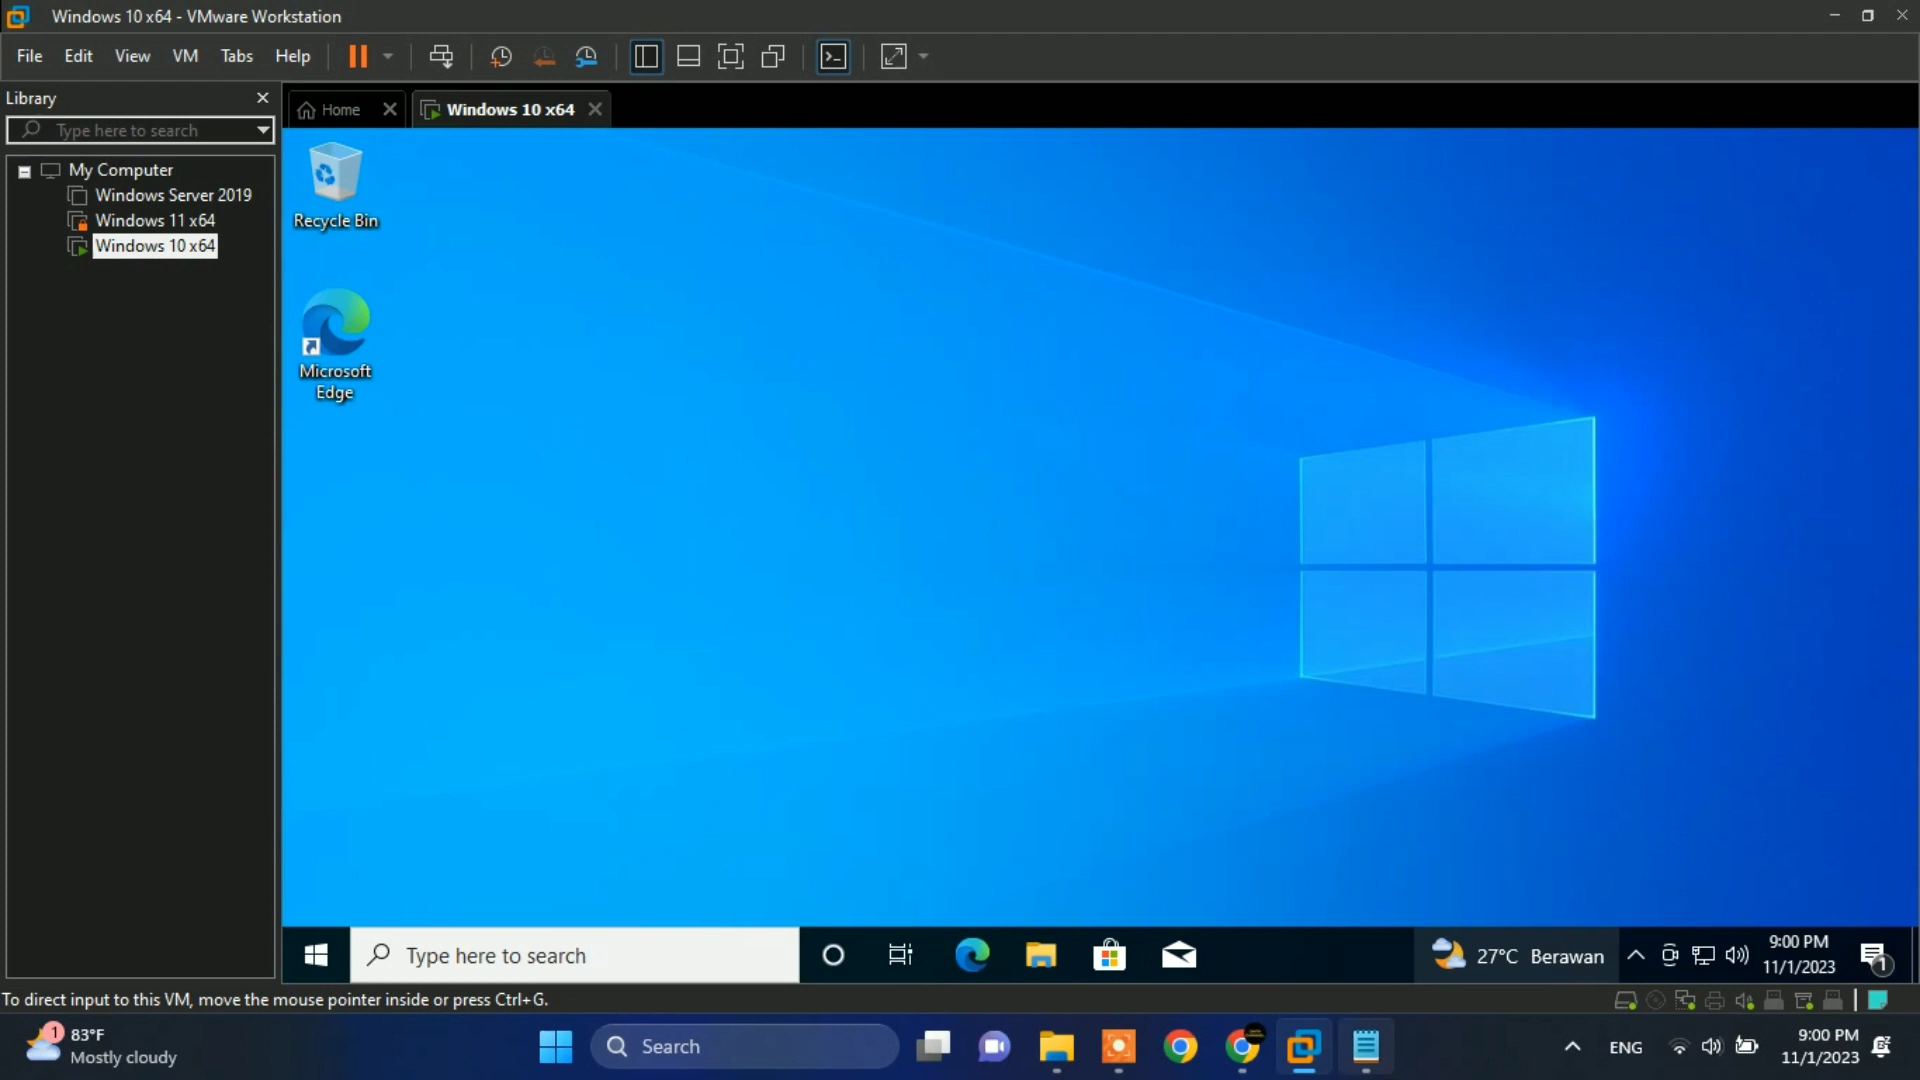 Windows 10 x64 - VMware Workstation
File Edit View VM Tabs Help
Library
Home
Windows 10 x64
Type here to search
My Computer
Windows Server 2019
Windows 11 x64
Windows 10 x64
Recycle Bin
Microsoft
Edge
Type here to search
27°C Berawan
9:00 PM
11/1/2023
1
To direct input to this VM, move the mouse pointer inside or press Ctrl+G.
1
83°F
Mostly cloudy
Search
ENG
9:00 PM
11/1/2023